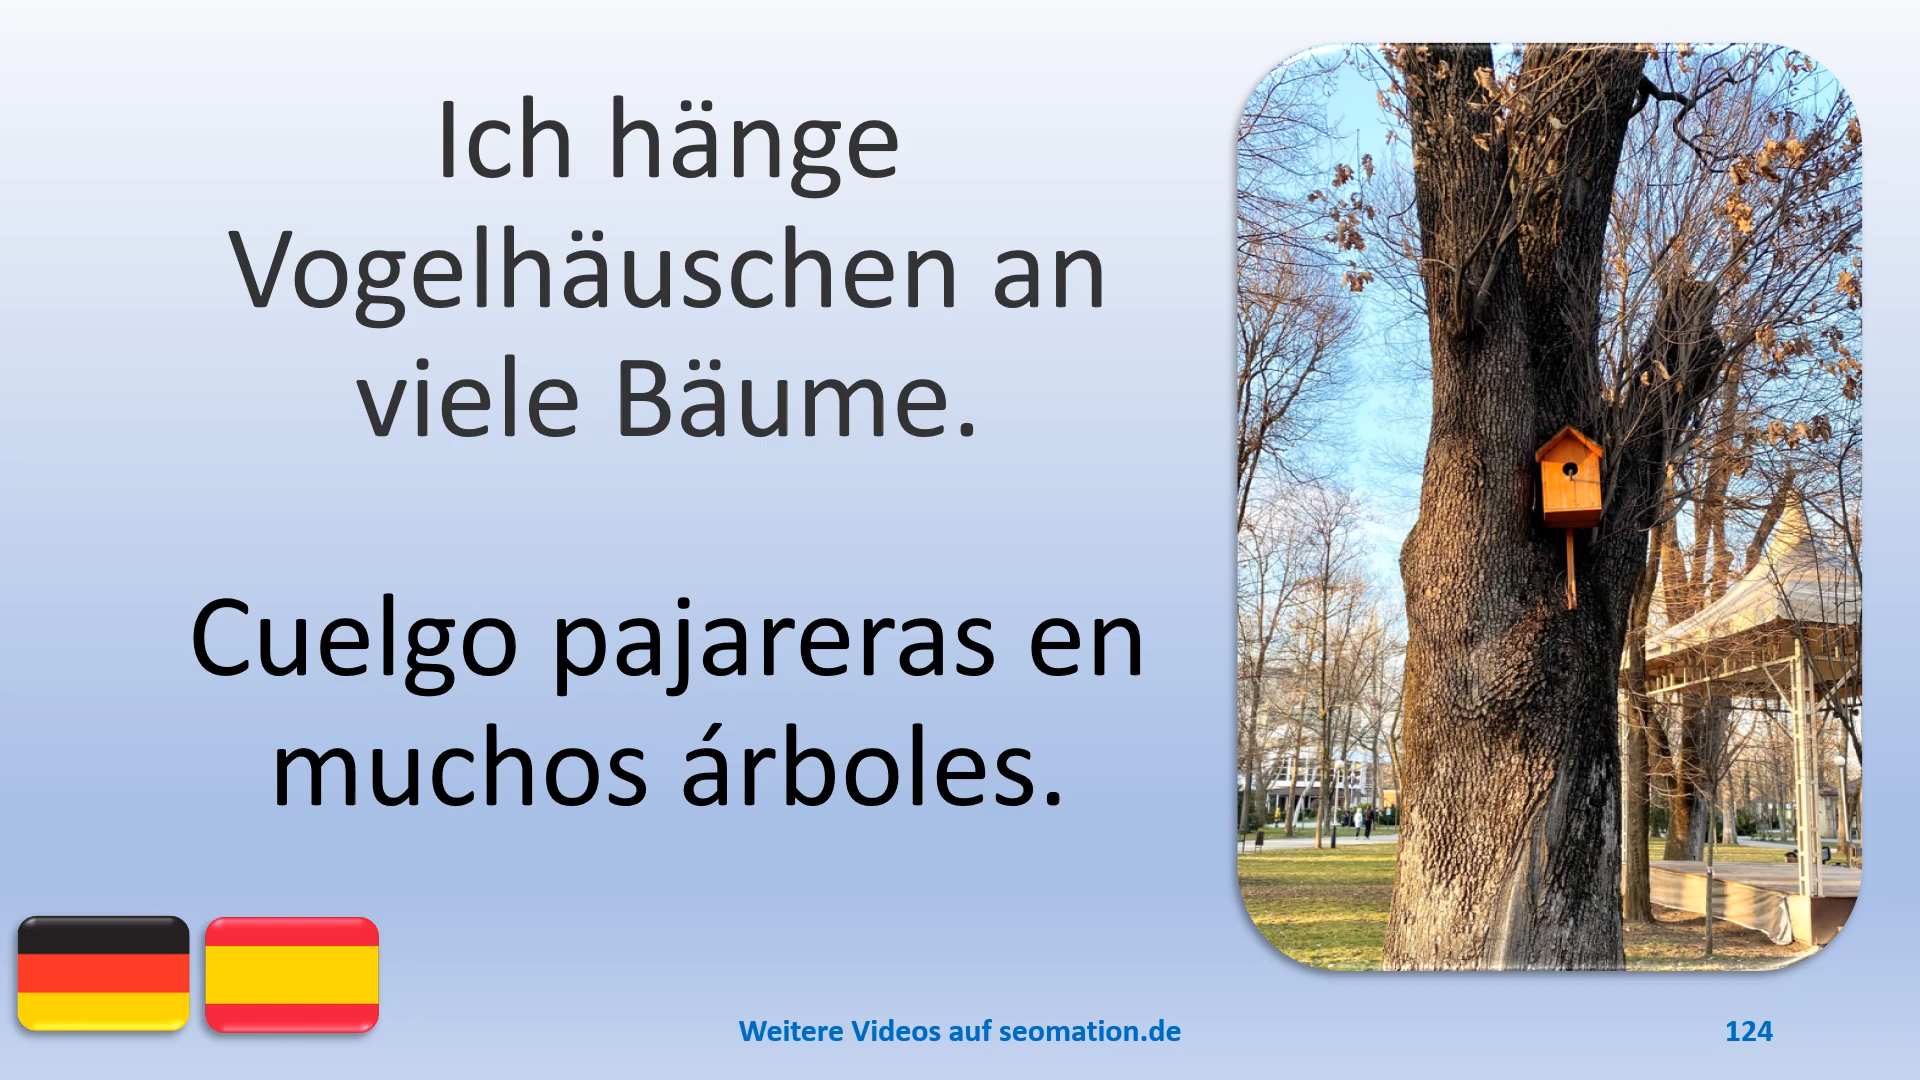 Ich hänge
Vogelhäuschen an
viele Bäume.
Cuelgo pajareras en
muchos árboles.
Weitere Videos auf seomation.de
124